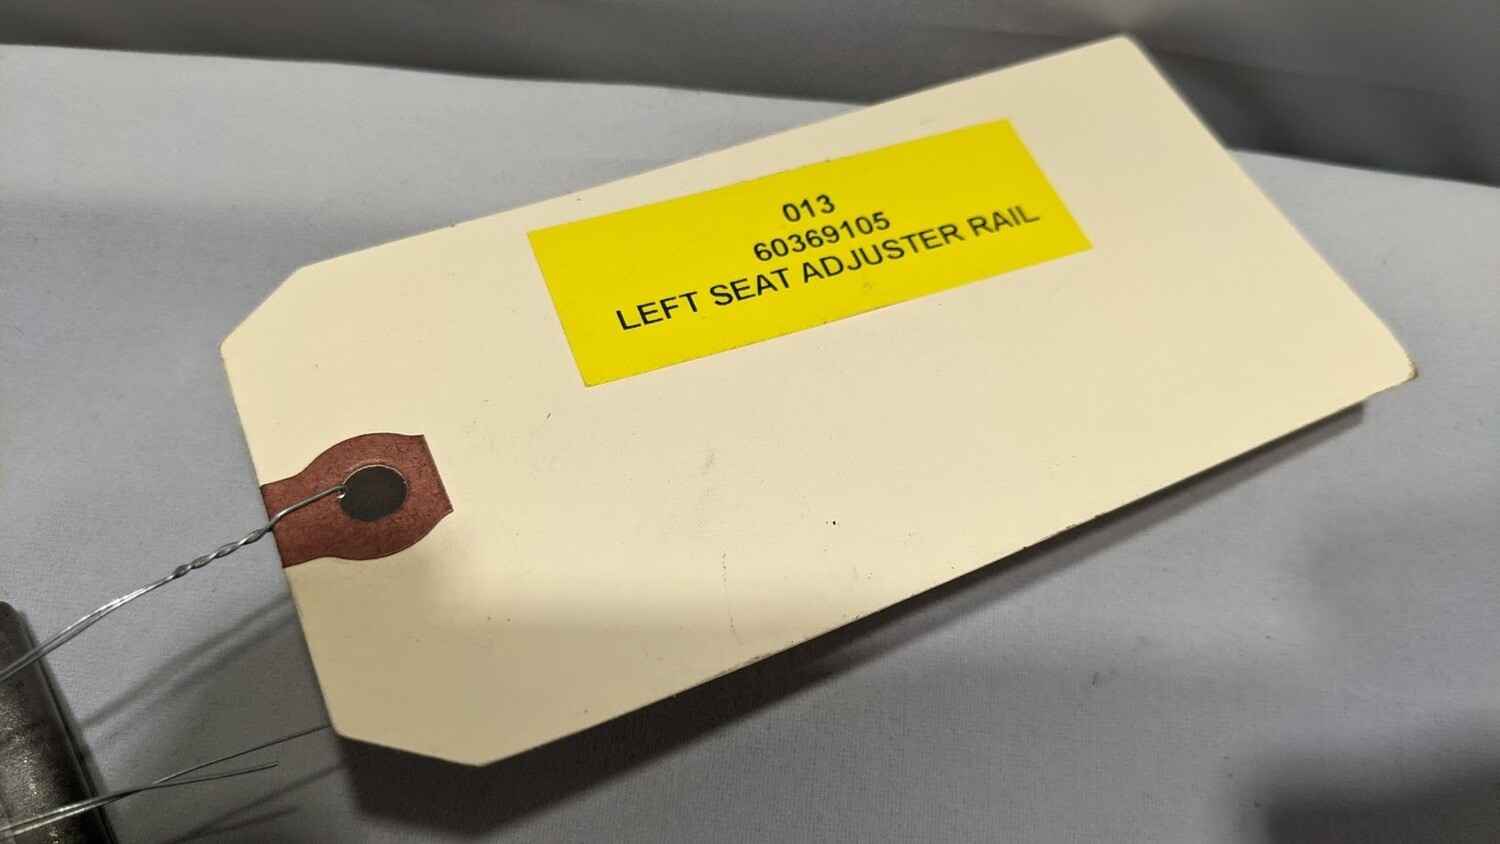 013
60369105
LEFT SEAT ADJUSTER RAIL